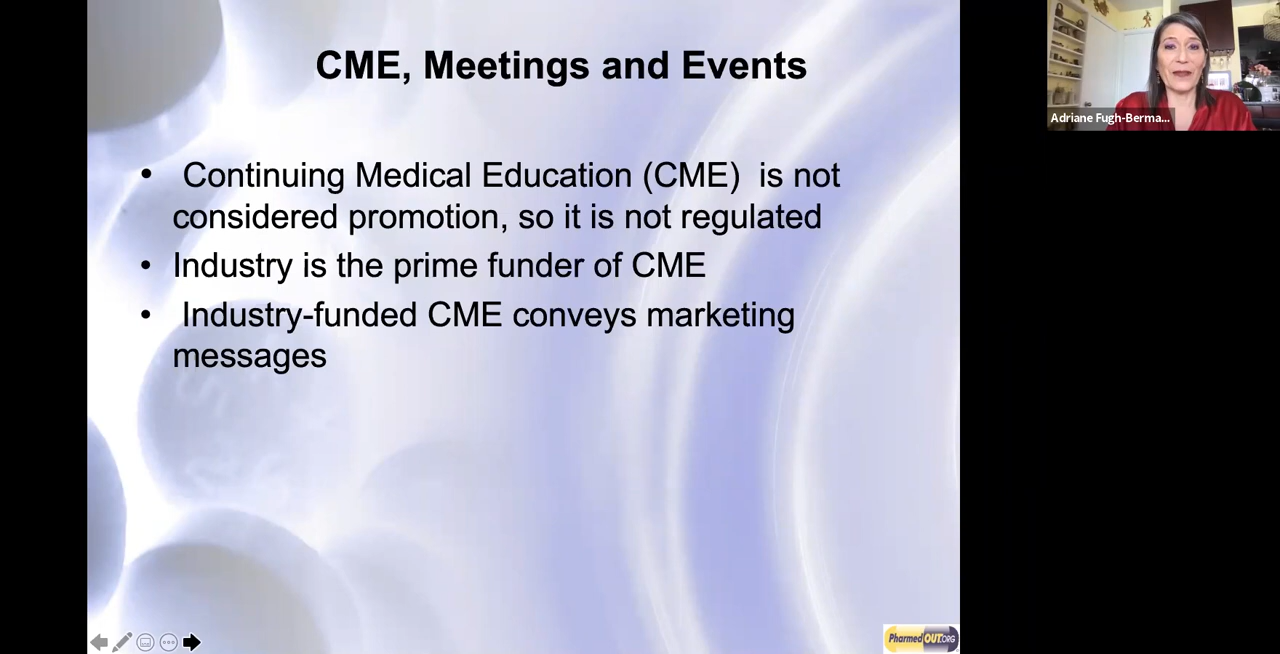 CME, Meetings and Events
• Continuing Medical Education (CME) is not
considered promotion, so it is not regulated
• Industry is the prime funder of CME
• Industry-funded CME conveys marketing
messages
Adriane Fugh-Berma...
PharmedOUT.ORG